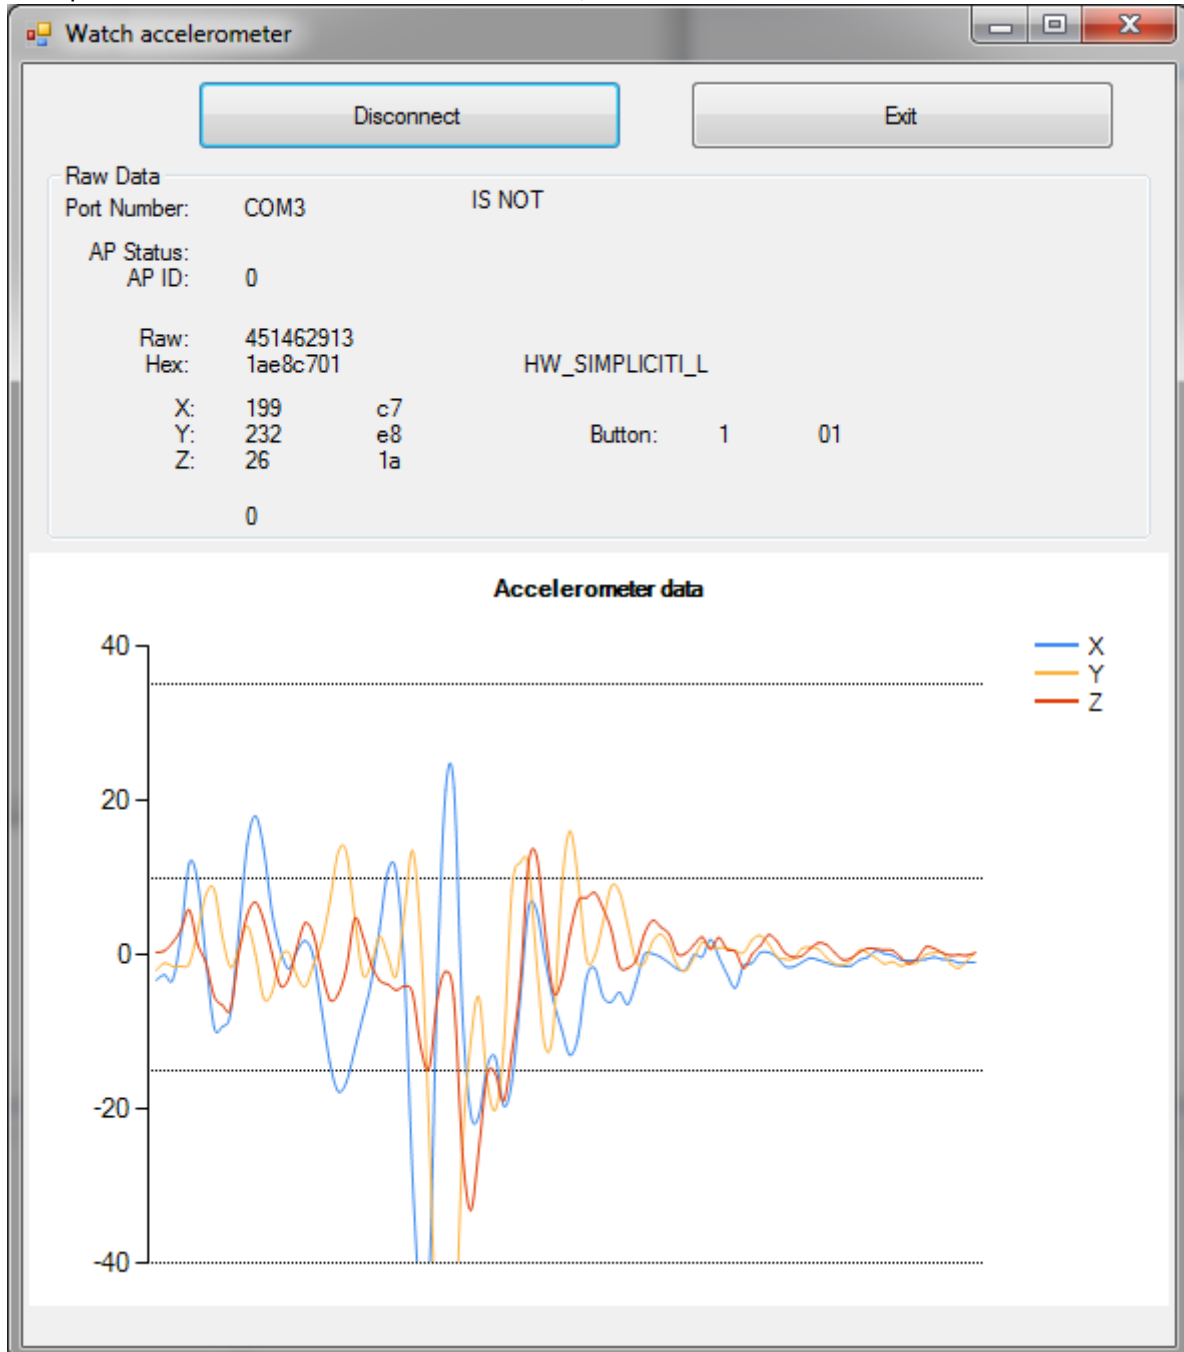 Watch accelerometer
Disconnect Exit
Raw Data
Port Number: COM3 IS NOT
AP Status:
AP ID: 0
Raw: 451462913
Hex: 1ae8c701 HW_SIMPLICITI_L
X: 199 c7
Y: 232 e8 Button: 1 01
Z: 26 1a
0
Accelerometer data
40
X
Y
Z
20
0
-20
-40